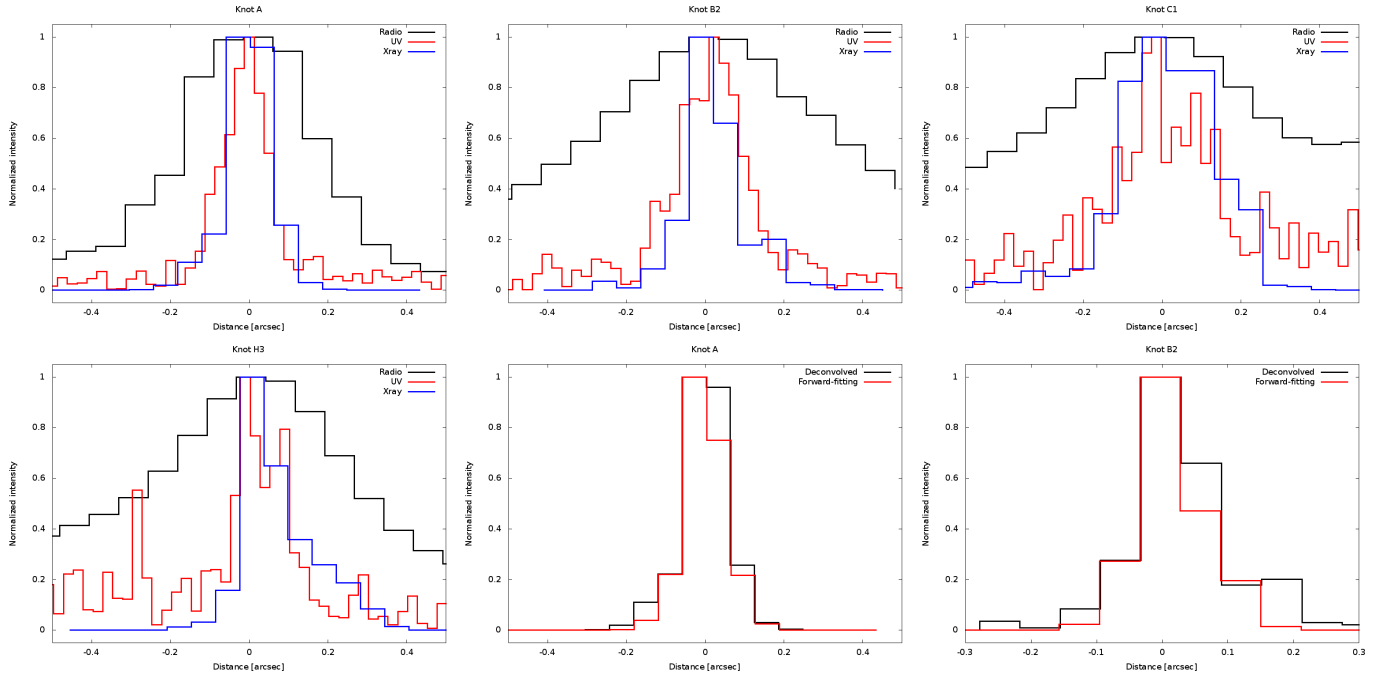 Knot A
Radio
UV
Xray
1
0.8
0.6
0.4
0.2
0
Normalized intensity
-0.4
-0.2
0
0.2
0.4
Distance [arcsec]
Knot B2
Radio
UV
Xray
1
0.8
0.6
0.4
0.2
0
Normalized intensity
-0.4
-0.2
0
0.2
0.4
Distance [arcsec]
Knot C1
Radio
UV
Xray
1
0.8
0.6
0.4
0.2
0
Normalized intensity
-0.4
-0.2
0
0.2
0.4
Distance [arcsec]
Knot H3
Radio
UV
Xray
1
0.8
0.6
0.4
0.2
0
Normalized intensity
-0.4
-0.2
0
0.2
0.4
Distance [arcsec]
Knot A
Deconvolved
Forward-fitting
1
0.8
0.6
0.4
0.2
0
Normalized intensity
-0.4
-0.2
0
0.2
0.4
Distance [arcsec]
Knot B2
Deconvolved
Forward-fitting
1
0.8
0.6
0.4
0.2
0
Normalized intensity
-0.3
-0.2
-0.1
0
0.1
0.2
0.3
Distance [arcsec]